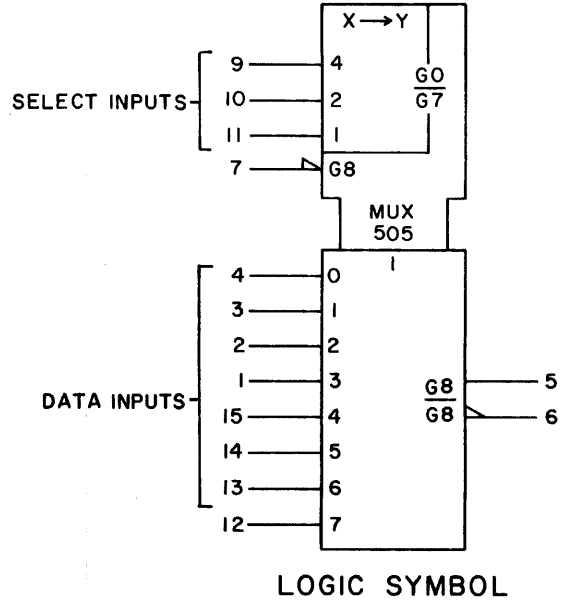 X → Y
9 4
G0
SELECT INPUTS 10 2
G7
11 1
7 G8
MUX
505
1
4 0
3 1
2 2
1 3 G8 5
DATA INPUTS
15 4 G8 6
14 5
13 6
12 7
LOGIC SYMBOL